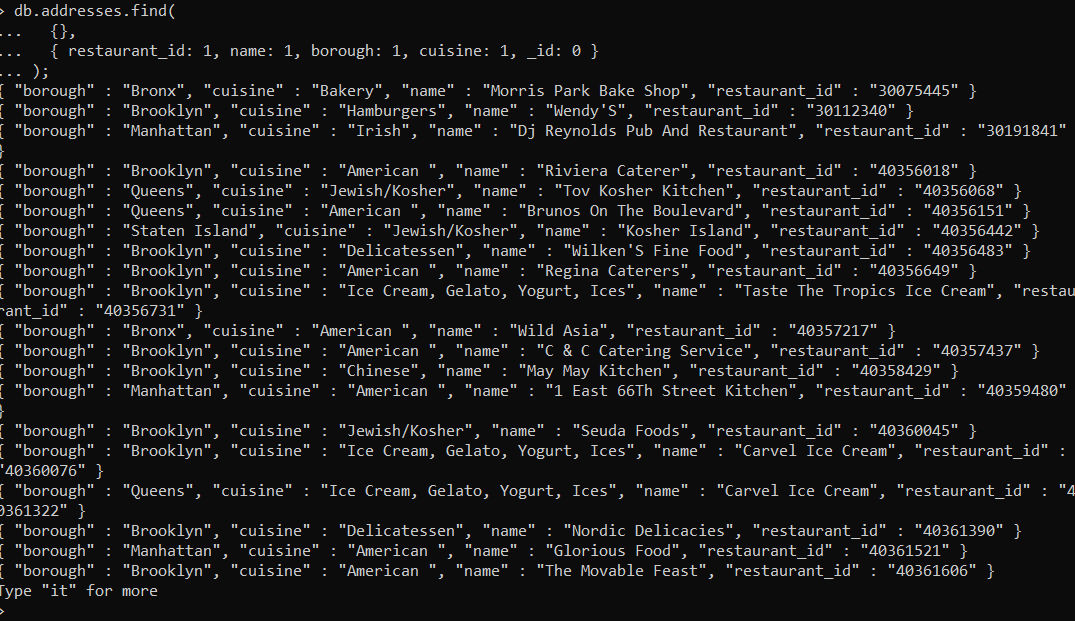 > db.addresses.find(
...   {},
...   { restaurant_id: 1, name: 1, borough: 1, cuisine: 1, _id: 0 }
... );
{ "borough" : "Bronx", "cuisine" : "Bakery", "name" : "Morris Park Bake Shop", "restaurant_id" : "30075445" }
{ "borough" : "Brooklyn", "cuisine" : "Hamburgers", "name" : "Wendy'S", "restaurant_id" : "30112340" }
{ "borough" : "Manhattan", "cuisine" : "Irish", "name" : "Dj Reynolds Pub And Restaurant", "restaurant_id" : "30191841"
}
{ "borough" : "Brooklyn", "cuisine" : "American ", "name" : "Riviera Caterer", "restaurant_id" : "40356018" }
{ "borough" : "Queens", "cuisine" : "Jewish/Kosher", "name" : "Tov Kosher Kitchen", "restaurant_id" : "40356068" }
{ "borough" : "Queens", "cuisine" : "American ", "name" : "Brunos On The Boulevard", "restaurant_id" : "40356151" }
{ "borough" : "Staten Island", "cuisine" : "Jewish/Kosher", "name" : "Kosher Island", "restaurant_id" : "40356442" }
{ "borough" : "Brooklyn", "cuisine" : "Delicatessen", "name" : "Wilken'S Fine Food", "restaurant_id" : "40356483" }
{ "borough" : "Brooklyn", "cuisine" : "American ", "name" : "Regina Caterers", "restaurant_id" : "40356649" }
{ "borough" : "Brooklyn", "cuisine" : "Ice Cream, Gelato, Yogurt, Ices", "name" : "Taste The Tropics Ice Cream", "restau
rant_id" : "40356731" }
{ "borough" : "Bronx", "cuisine" : "American ", "name" : "Wild Asia", "restaurant_id" : "40357217" }
{ "borough" : "Brooklyn", "cuisine" : "American ", "name" : "C & C Catering Service", "restaurant_id" : "40357437" }
{ "borough" : "Brooklyn", "cuisine" : "Chinese", "name" : "May May Kitchen", "restaurant_id" : "40358429" }
{ "borough" : "Manhattan", "cuisine" : "American ", "name" : "1 East 66Th Street Kitchen", "restaurant_id" : "40359480"
}
{ "borough" : "Brooklyn", "cuisine" : "Jewish/Kosher", "name" : "Seuda Foods", "restaurant_id" : "40360045" }
{ "borough" : "Brooklyn", "cuisine" : "Ice Cream, Gelato, Yogurt, Ices", "name" : "Carvel Ice Cream", "restaurant_id" :
"40360076" }
{ "borough" : "Queens", "cuisine" : "Ice Cream, Gelato, Yogurt, Ices", "name" : "Carvel Ice Cream", "restaurant_id" : "4
0361322" }
{ "borough" : "Brooklyn", "cuisine" : "Delicatessen", "name" : "Nordic Delicacies", "restaurant_id" : "40361390" }
{ "borough" : "Manhattan", "cuisine" : "American ", "name" : "Glorious Food", "restaurant_id" : "40361521" }
{ "borough" : "Brooklyn", "cuisine" : "American ", "name" : "The Movable Feast", "restaurant_id" : "40361606" }
Type "it" for more
>